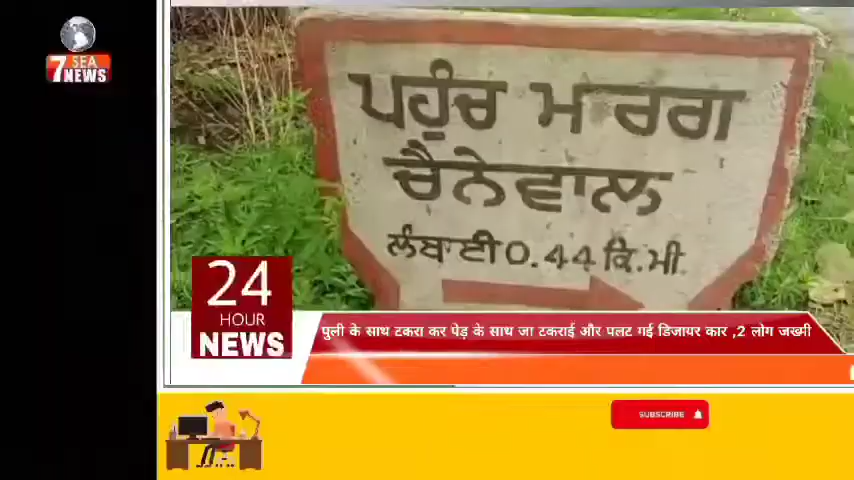 7 SEA
NEWS
ਪਹੁੰਚ ਮਾਰਗ
ਚੈਨੇਵਾਲ
ਲੰਬਾਈ 0.44 ਕਿ.ਮੀ.
24
HOUR
NEWS
पुली के साथ टकरा कर पेड़ के साथ जा टकराई और पलट गई डिजायर कार ,2 लोग जख्मी
SUBSCRIBE